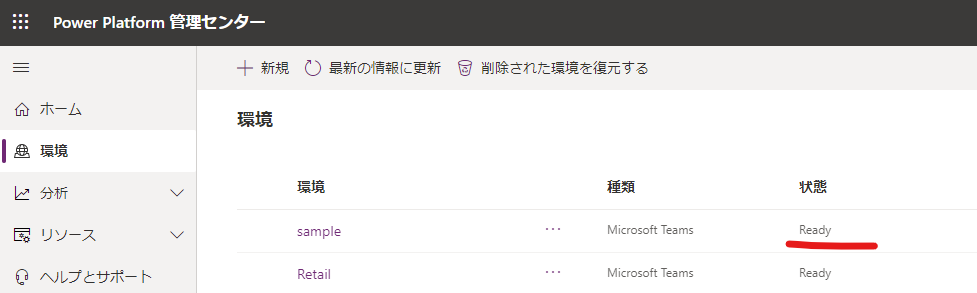 Power Platform 管理センター
新規 最新の情報に更新 削除された環境を復元する
ホーム
環境
分析
リソース
ヘルプとサポート
環境
環境 種類 状態
sample ... Microsoft Teams Ready
Retail ... Microsoft Teams Ready